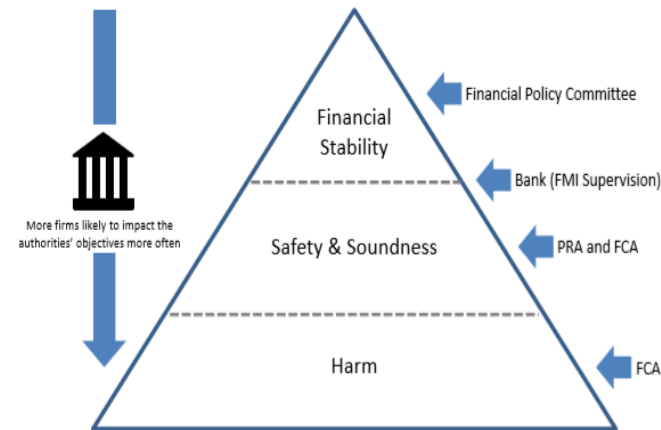 Financial Policy Committee
Financial
Stability
Bank (FMI Supervision)
More firms likely to impact the
authorities' objectives more often
Safety & Soundness
PRA and FCA
Harm
FCA